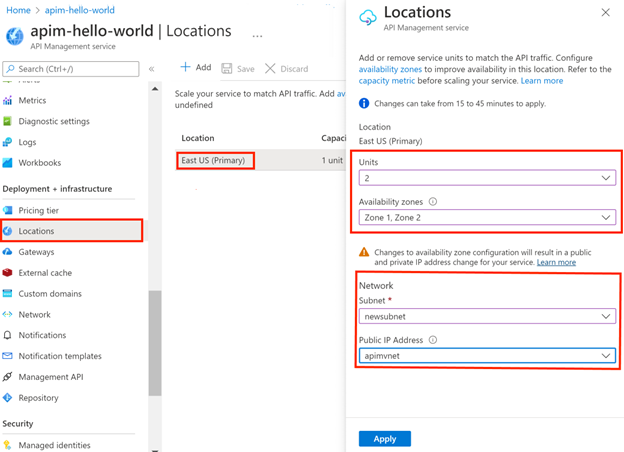 Home > apim-hello-world
apim-hello-world | Locations ...
API Management service
Search (Ctrl+/)
«
Metrics
Diagnostic settings
Logs
Workbooks
Deployment + infrastructure
Pricing tier
Locations
Gateways
External cache
Custom domains
Network
Notifications
Notification templates
Management API
Repository
Security
Managed identities
Add Save Discard
Scale your service to match API traffic. Add av
undefined
Location Capaci
East US (Primary) 1 unit
Locations
API Management service
Add or remove service units to match the API traffic. Configure
availability zones to improve availability in this location. Refer to the
capacity metric before scaling your service. Learn more
Changes can take from 15 to 45 minutes to apply.
Location
East US (Primary)
Units
2
Availability zones
Zone 1, Zone 2
Changes to availability zone configuration will result in a public
and private IP address change for your service. Learn more
Network
Subnet *
newsubnet
Public IP Address
apimvnet
Apply